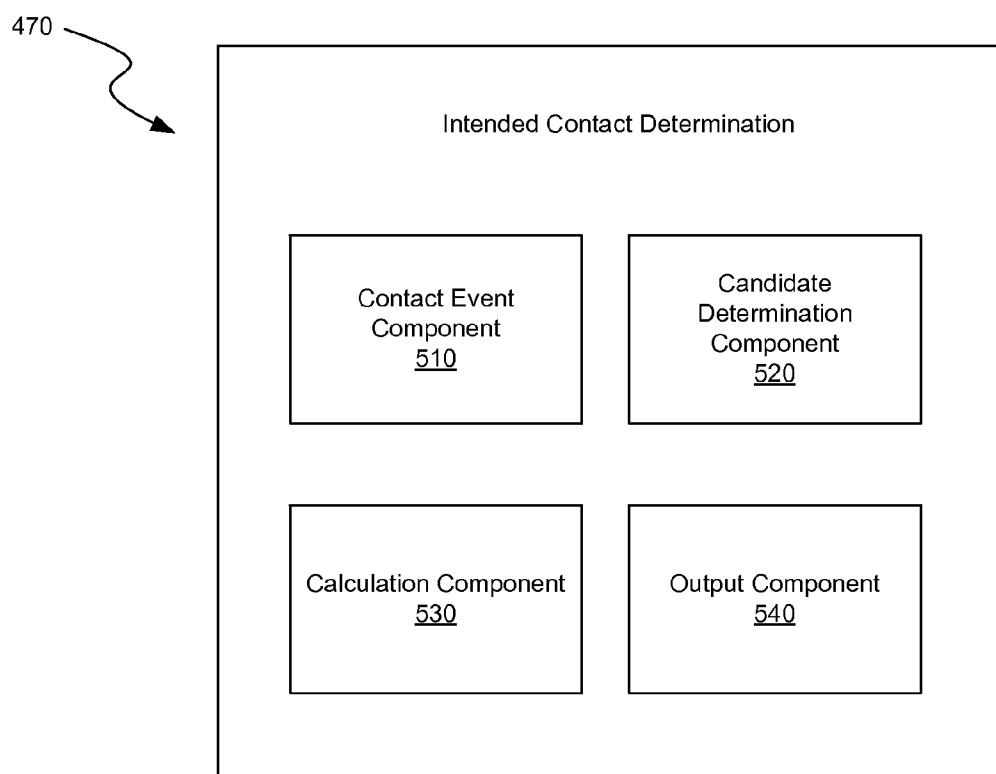 470
Intended Contact Determination
Contact Event
Component
510
Candidate
Determination
Component
520
Calculation Component
530
Output Component
540